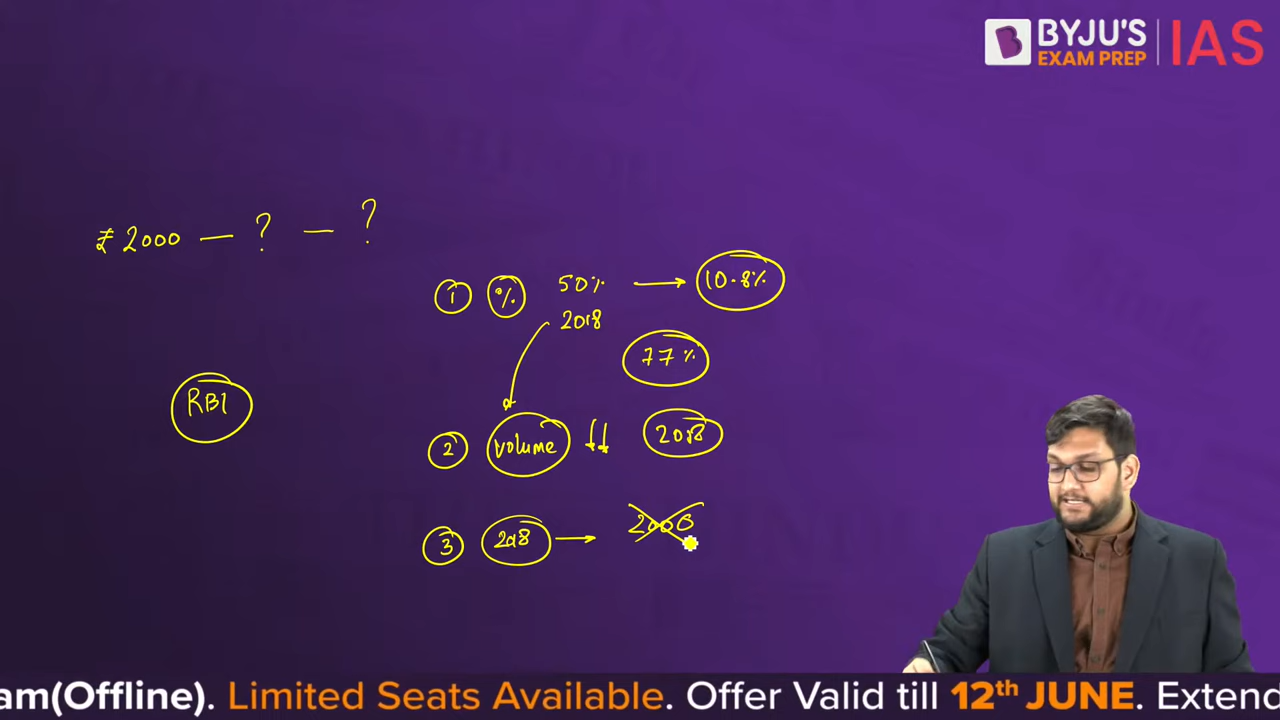 BYJU'S
EXAM PREP
IAS
₹2000 — ? — ?
1 % 50% → 10.8%
2018
77%
RBI
2 Volume ↓↓ 2018
3 2018 → 2000
am(Offline). Limited Seats Available. Offer Valid till 12th JUNE. Extend